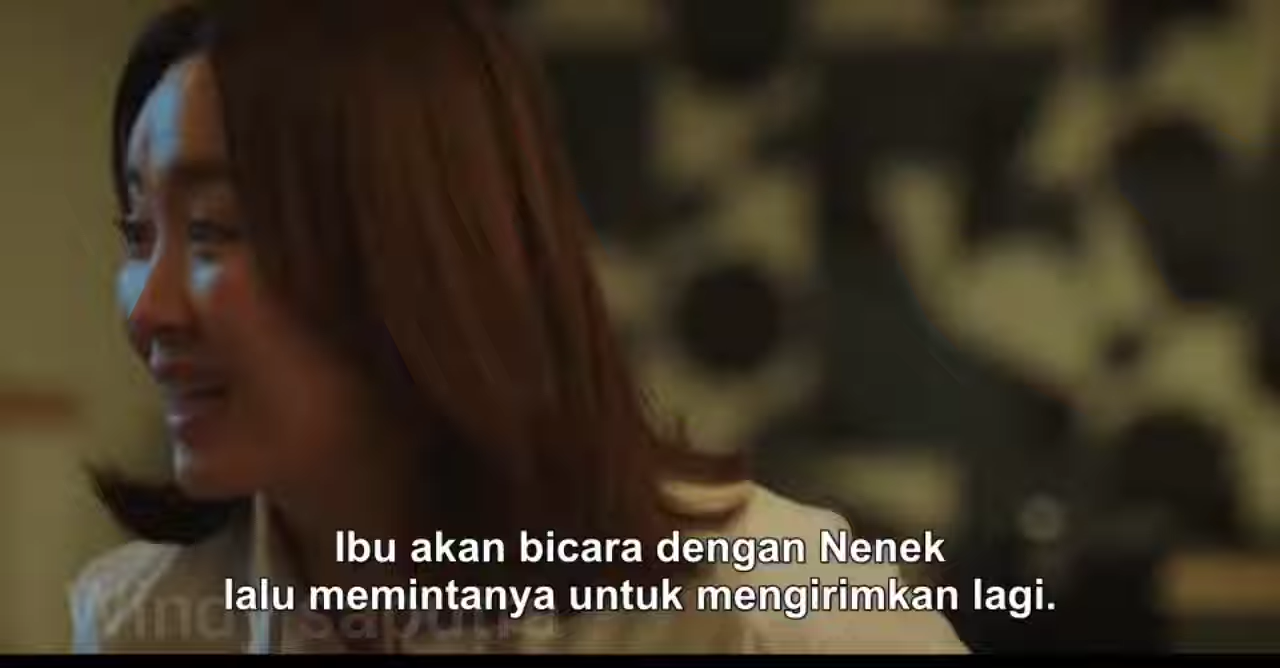 Ibu akan bicara dengan Nenek
lalu memintanya untuk mengirimkan lagi.